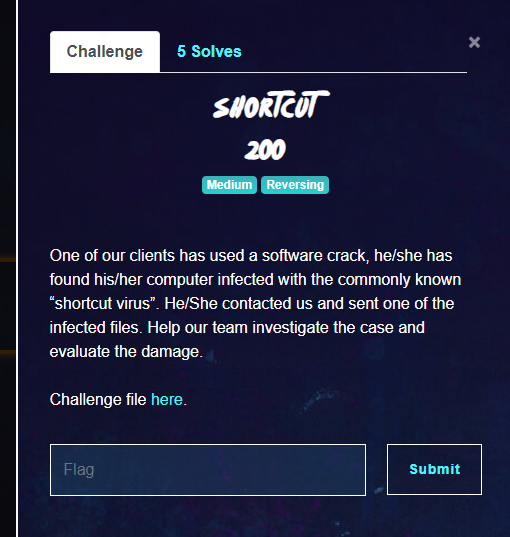 Challenge
5 Solves
×
SHORTCUT
200
Medium Reversing
One of our clients has used a software crack, he/she has
found his/her computer infected with the commonly known
“shortcut virus”. He/She contacted us and sent one of the
infected files. Help our team investigate the case and
evaluate the damage.
Challenge file here.
Flag
Submit